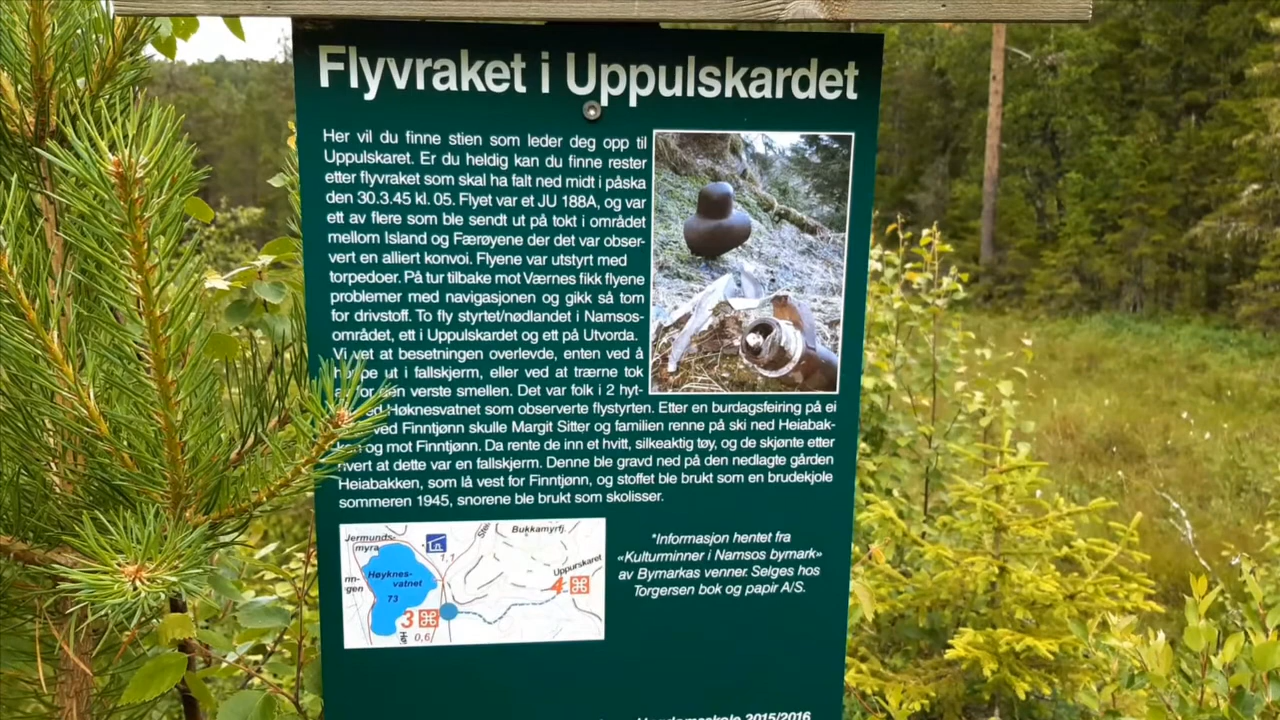 Flyvraket i Uppulskardet
Her vil du finne stien som leder deg opp til
Uppulskaret. Er du heldig kan du finne rester
etter flyvraket som skal ha falt ned midt i påska
den 30.3.45 kl. 05. Flyet var et JU 188A, og var
ett av flere som ble sendt ut på tokt i området
mellom Island og Færøyene der det var obser-
vert en alliert konvoi. Flyene var utstyrt med
torpedoer. På tur tilbake mot Værnes fikk flyene
problemer med navigasjonen og gikk så tom
for drivstoff. To fly styrtet/nødlandet i Namsos-
området, ett i Uppulskardet og ett på Utvorda.
Vi vet at besetningen overlevde, enten ved å
ut i fallskjerm, eller ved at trærne tok
for den verste smellen. Det var folk i 2 hyt-
Høknesvatnet som observerte flystyrten. Etter en burdagsfeiring på ei
ved Finntjønn skulle Margit Sitter og familien renne på ski ned Heiabak-
og mot Finntjønn. Da rente de inn et hvitt, silkeaktig tøy, og de skjønte etter
hvert at dette var en fallskjerm. Denne ble gravd ned på den nedlagte gården
Heiabakken, som lå vest for Finntjønn, og stoffet ble brukt som en brudekjole
sommeren 1945, snorene ble brukt som skolisser.
Jermunds-
myra
Bukkamyrfj.
1,1
Høyknes-
vatnet
73
Uppurskaret
4
3
0,6
*Informasjon hentet fra
«Kulturminner i Namsos bymark»
av Bymarkas venner. Selges hos
Torgersen bok og papir A/S.
2015/2016